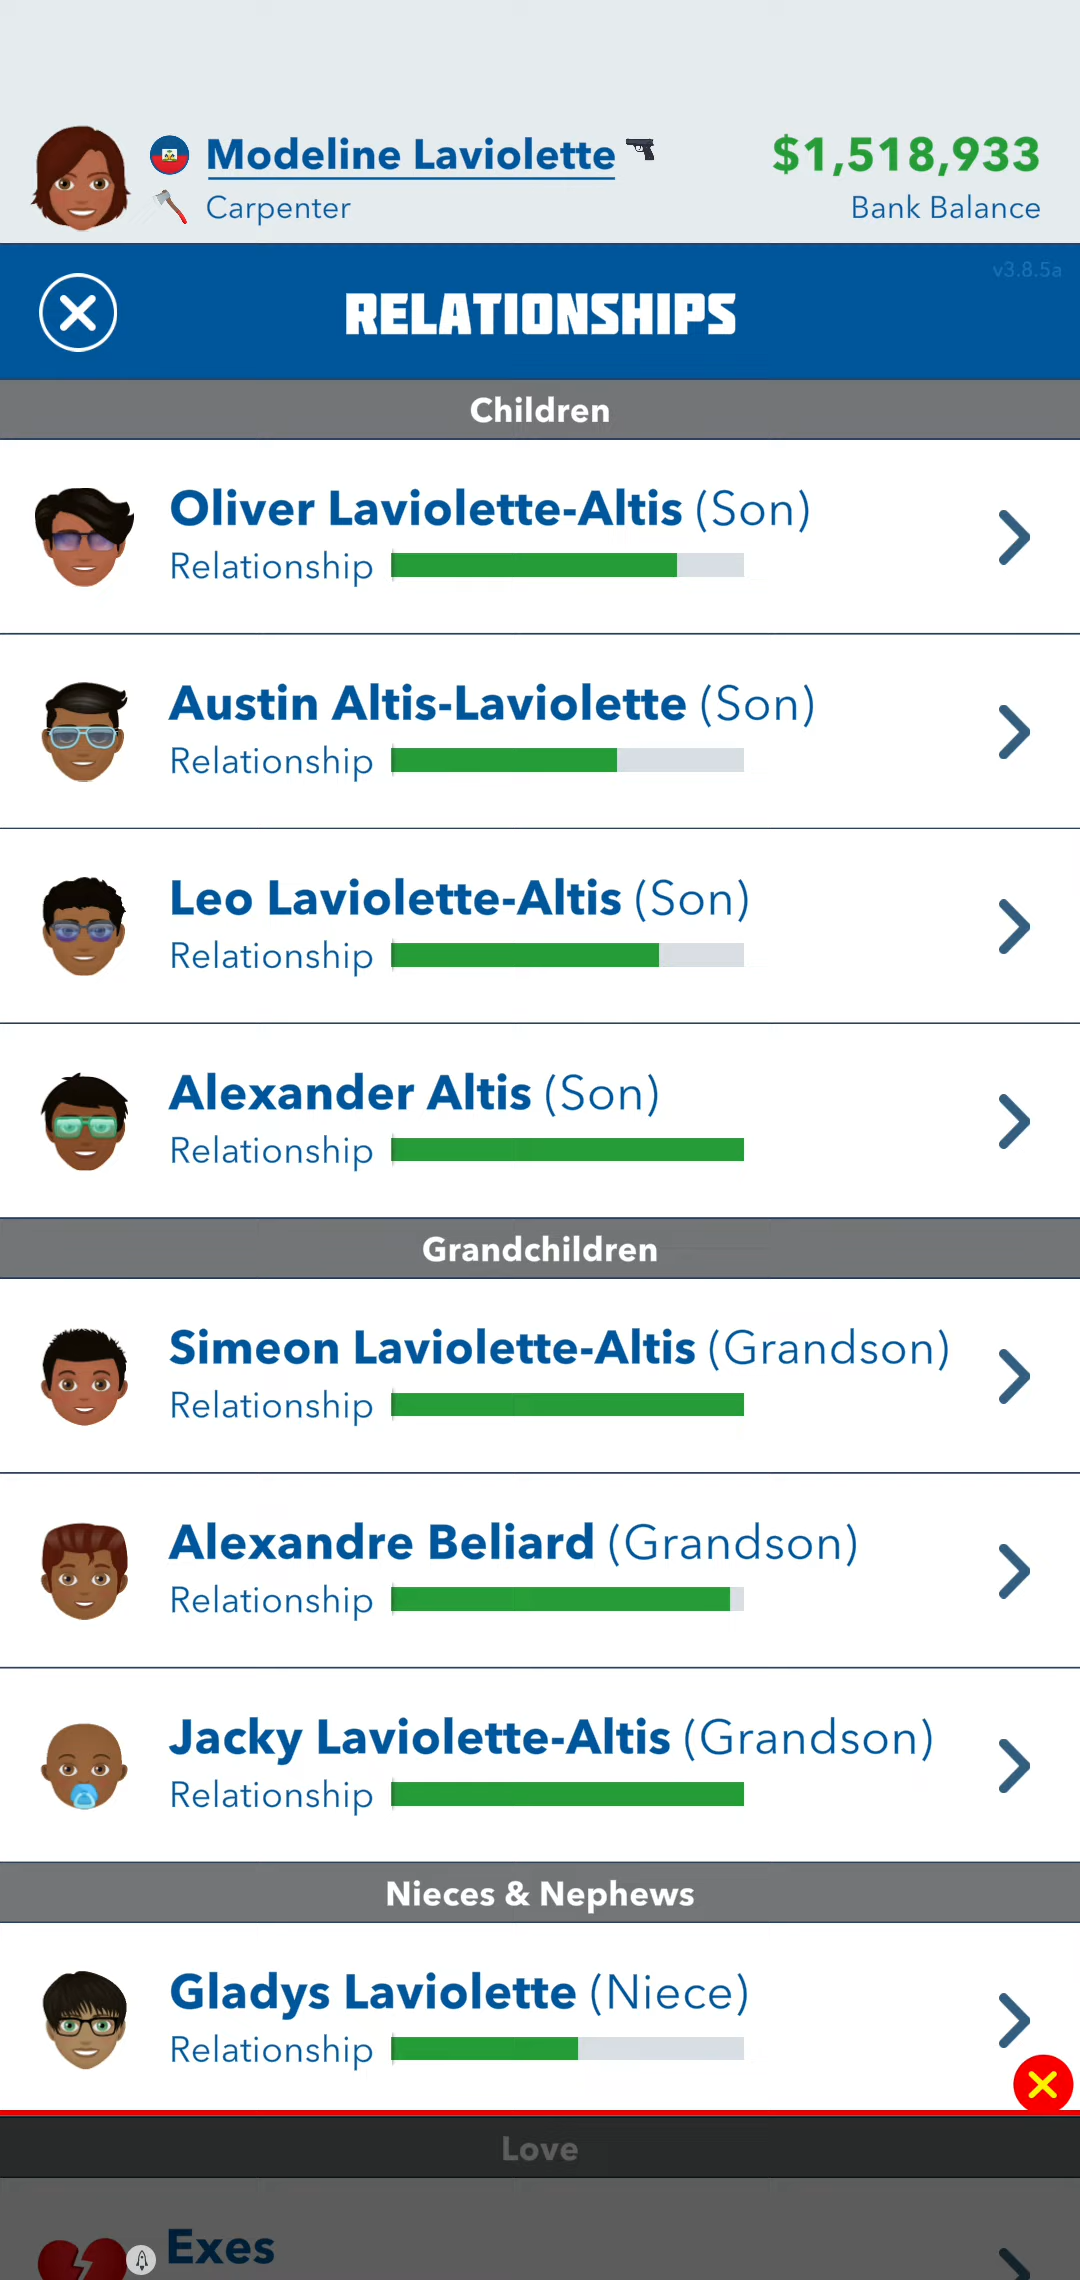 Modeline Laviolette
$1,518,933
Carpenter
Bank Balance
v3.8.5a
RELATIONSHIPS
Children
Oliver Laviolette-Altis (Son)
Relationship
Austin Altis-Laviolette (Son)
Relationship
Leo Laviolette-Altis (Son)
Relationship
Alexander Altis (Son)
Relationship
Grandchildren
Simeon Laviolette-Altis (Grandson)
Relationship
Alexandre Beliard (Grandson)
Relationship
Jacky Laviolette-Altis (Grandson)
Relationship
Nieces & Nephews
Gladys Laviolette (Niece)
Relationship
Love
Exes